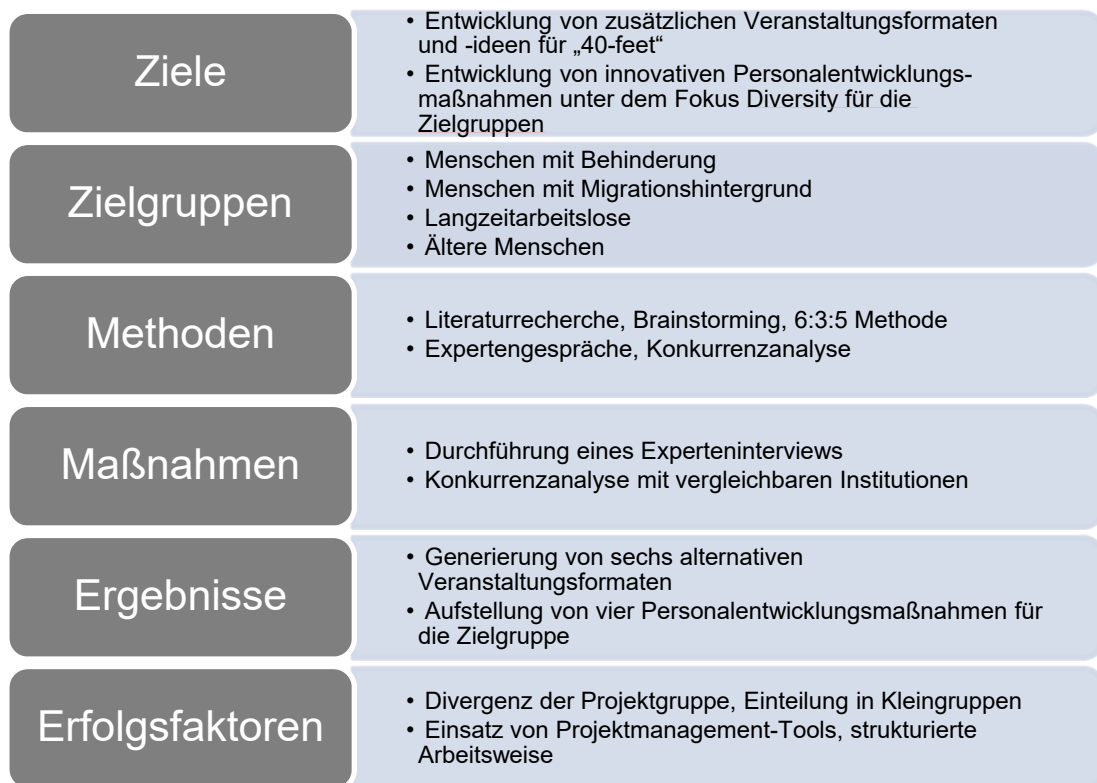 Ziele
• Entwicklung von zusätzlichen Veranstaltungsformaten
und -ideen für „40-feet“
• Entwicklung von innovativen Personalentwicklungs-
maßnahmen unter dem Fokus Diversity für die
Zielgruppen
Zielgruppen
• Menschen mit Behinderung
• Menschen mit Migrationshintergrund
• Langzeitarbeitslose
• Ältere Menschen
Methoden
• Literaturrecherche, Brainstorming, 6:3:5 Methode
• Expertengespräche, Konkurrenzanalyse
Maßnahmen
• Durchführung eines Experteninterviews
• Konkurrenzanalyse mit vergleichbaren Institutionen
Ergebnisse
• Generierung von sechs alternativen
Veranstaltungsformaten
• Aufstellung von vier Personalentwicklungsmaßnahmen für
die Zielgruppe
Erfolgsfaktoren
• Divergenz der Projektgruppe, Einteilung in Kleingruppen
• Einsatz von Projektmanagement-Tools, strukturierte
Arbeitsweise